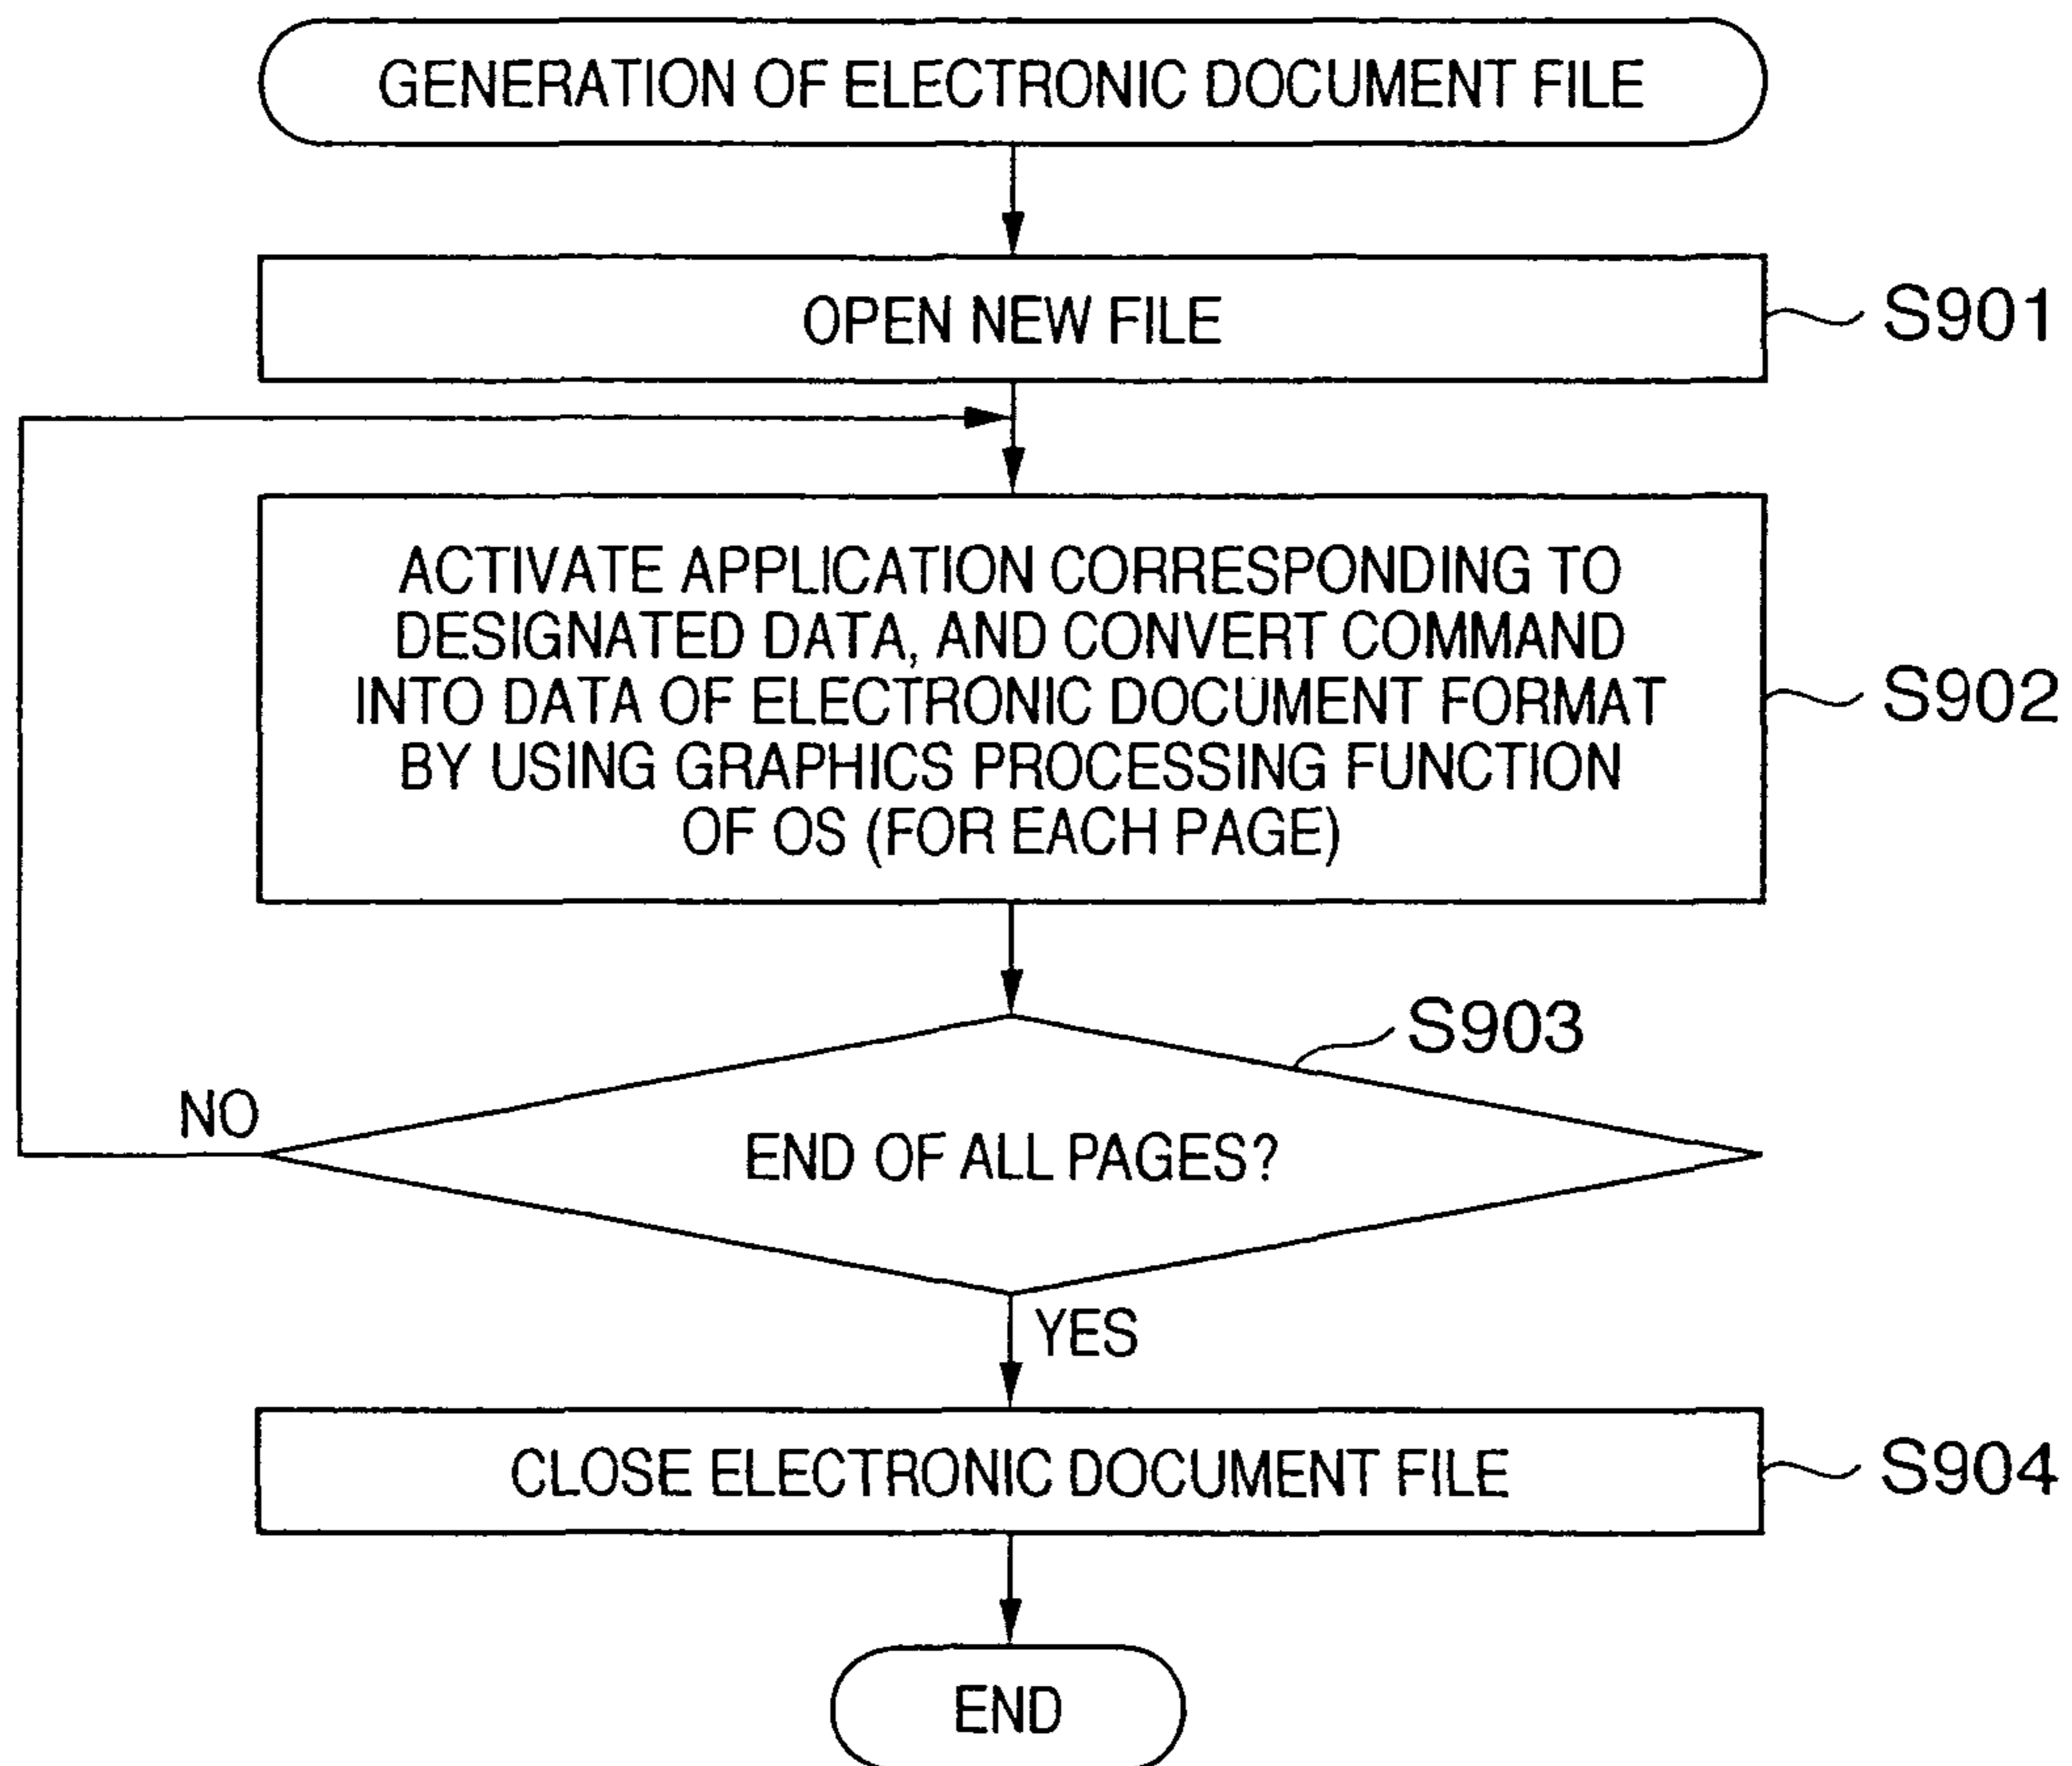 GENERATION OF ELECTRONIC DOCUMENT FILE
OPEN NEW FILE
S901
ACTIVATE APPLICATION CORRESPONDING TO
DESIGNATED DATA, AND CONVERT COMMAND
INTO DATA OF ELECTRONIC DOCUMENT FORMAT
BY USING GRAPHICS PROCESSING FUNCTION
OF OS (FOR EACH PAGE)
S902
S903
NO
END OF ALL PAGES?
YES
CLOSE ELECTRONIC DOCUMENT FILE
S904
END